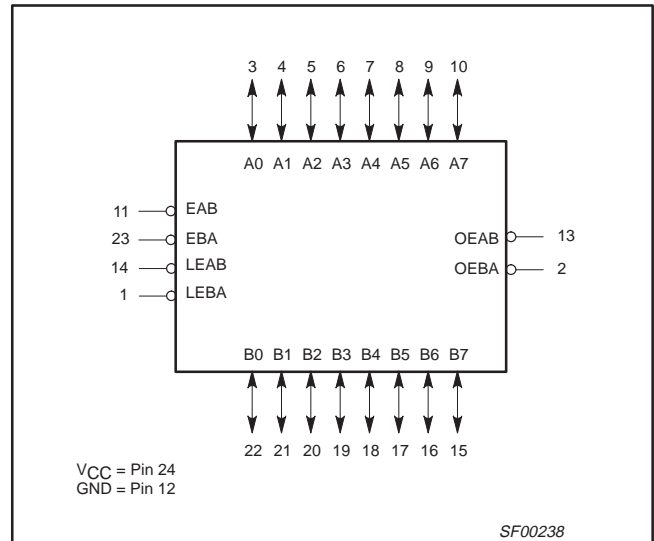 3 4 5 6 7 8 9 10
A0 A1 A2 A3 A4 A5 A6 A7
11 EAB
23 EBA
14 LEAB
1 LEBA
OEAB 13
OEBA 2
B0 B1 B2 B3 B4 B5 B6 B7
22 21 20 19 18 17 16 15
VCC = Pin 24
GND = Pin 12
SF00238